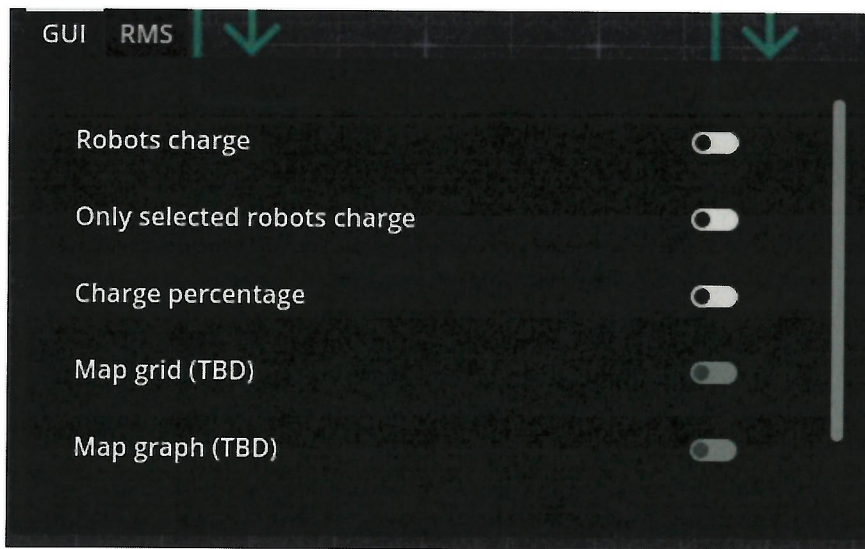 GUI RMS
Robots charge
Only selected robots charge
Charge percentage
Map grid (TBD)
Map graph (TBD)